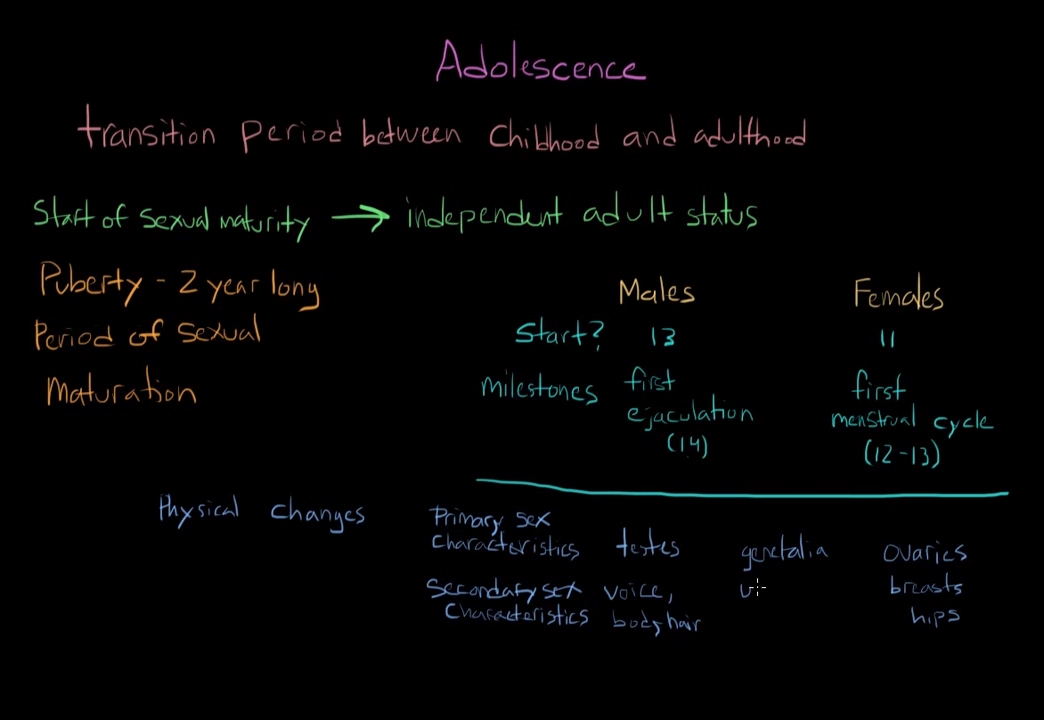 Adolescence
transition period between childhood and adulthood
Start of sexual maturity → independent adult status
Puberty - 2 year long
Period of sexual
Maturation
Males Females
Start? 13 11
milestones first first
ejaculation menstrual cycle
(14) (12-13)
Physical changes
Primary sex
characteristics testes genetalia ovaries
Secondary sex voice, breasts
characteristics body hair hips